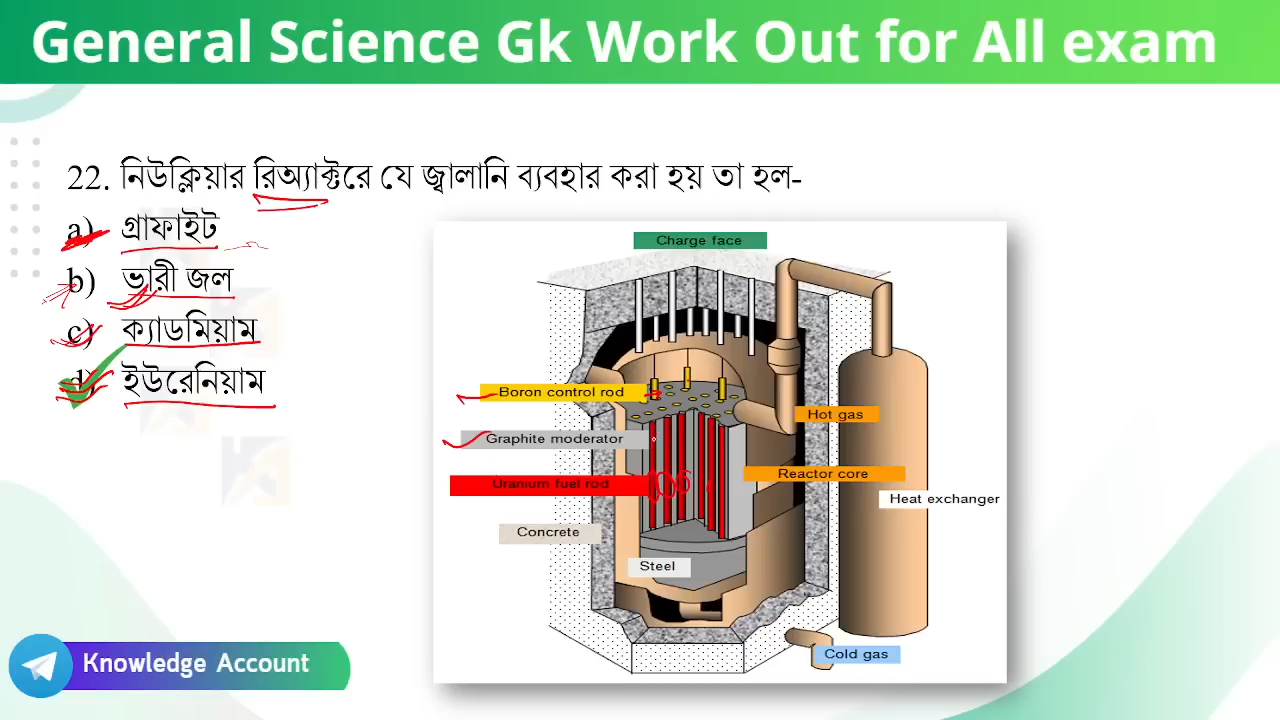 General Science Gk Work Out for All exam
22. নিউক্লিয়ার রিঅ্যাক্টরে যে জ্বালানি ব্যবহার করা হয় তা হল-
a) গ্রাফাইট
b) ভারী জল
c) ক্যাডমিয়াম
d) ইউরেনিয়াম
Charge face
Boron control rod
Hot gas
Graphite moderator
Reactor core
Uranium fuel rod
Heat exchanger
Concrete
Steel
Cold gas
Knowledge Account